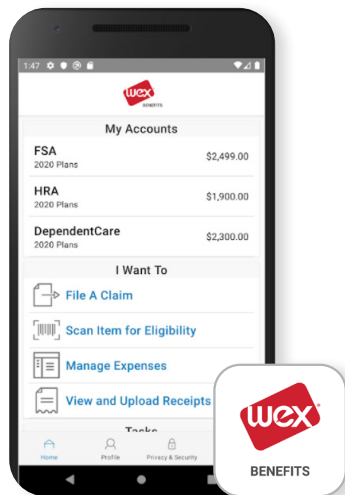 1:47
wex
BENEFITS
My Accounts
FSA
2020 Plans
$2,499.00
HRA
2020 Plans
$1,900.00
DependentCare
2020 Plans
$2,300.00
I Want To
File A Claim
Scan Item for Eligibility
Manage Expenses
View and Upload Receipts
Tasks
Home
Profile
Privacy & Security
wex
BENEFITS